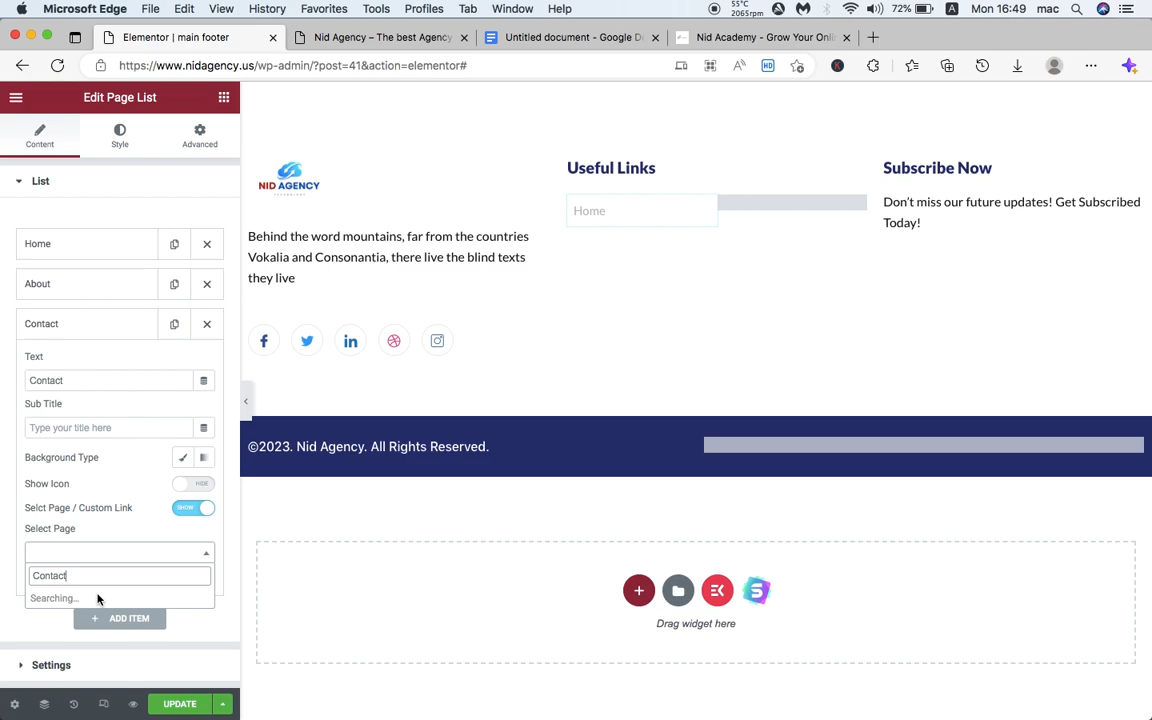 Microsoft Edge File Edit View History Favorites Tools Profiles Tab Window Help
55°C
2065rpm
72% A Mon 16:49 mac
Elementor | main footer
Nid Agency – The best Agency
Untitled document - Google D
Nid Academy - Grow Your Onli
https://www.nidagency.us/wp-admin/?post=41&action=elementor#
HD
K
Edit Page List
Content
Style
Advanced
List
Home
About
Contact
Text
Contact
Sub Title
Type your title here
Background Type
Show Icon
HIDE
Selct Page / Custom Link
SHOW
Select Page
Contact
Searching...
+ ADD ITEM
Settings
UPDATE
NID AGENCY
Behind the word mountains, far from the countries
Vokalia and Consonantia, there live the blind texts
they live
Useful Links
Home
Subscribe Now
Don't miss our future updates! Get Subscribed
Today!
©2023. Nid Agency. All Rights Reserved.
Drag widget here